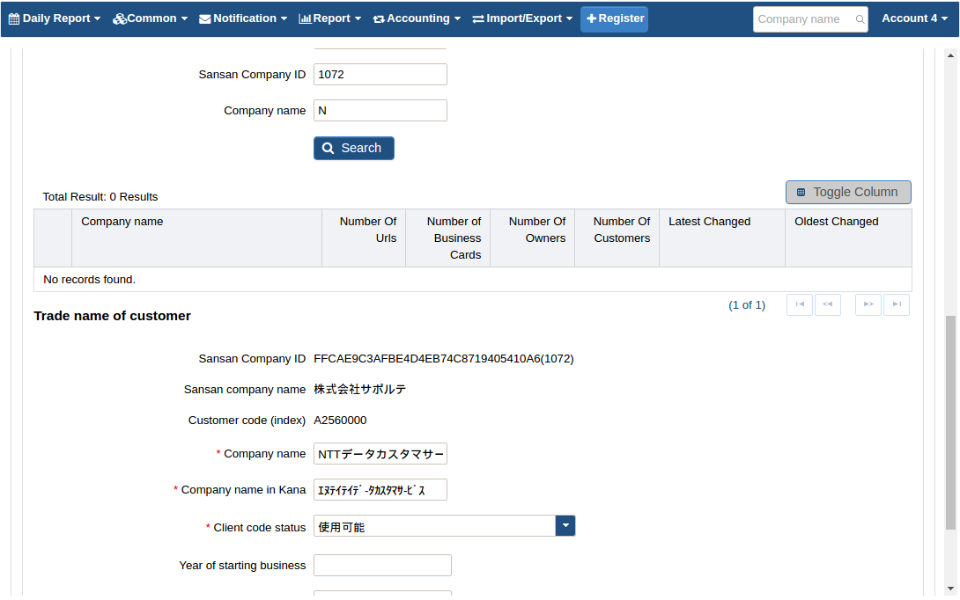 Daily Report Common Notification Report Accounting Import/Export Register Company name Account 4
Sansan Company ID 1072
Company name N
Search
Total Result: 0 Results Toggle Column
Company name Number Of Urls Number of Business Cards Number Of Owners Number Of Customers Latest Changed Oldest Changed
No records found.
(1 of 1)
Trade name of customer
Sansan Company ID FFCAE9C3AFBE4D4EB74C8719405410A6(1072)
Sansan company name 株式会社サポルテ
Customer code (index) A2560000
* Company name NTTデータカスタマサー
* Company name in Kana ｴﾇﾃｲﾃｲﾃﾞｰﾀｶｽﾀﾏｻｰﾋﾞｽ
* Client code status 使用可能
Year of starting business